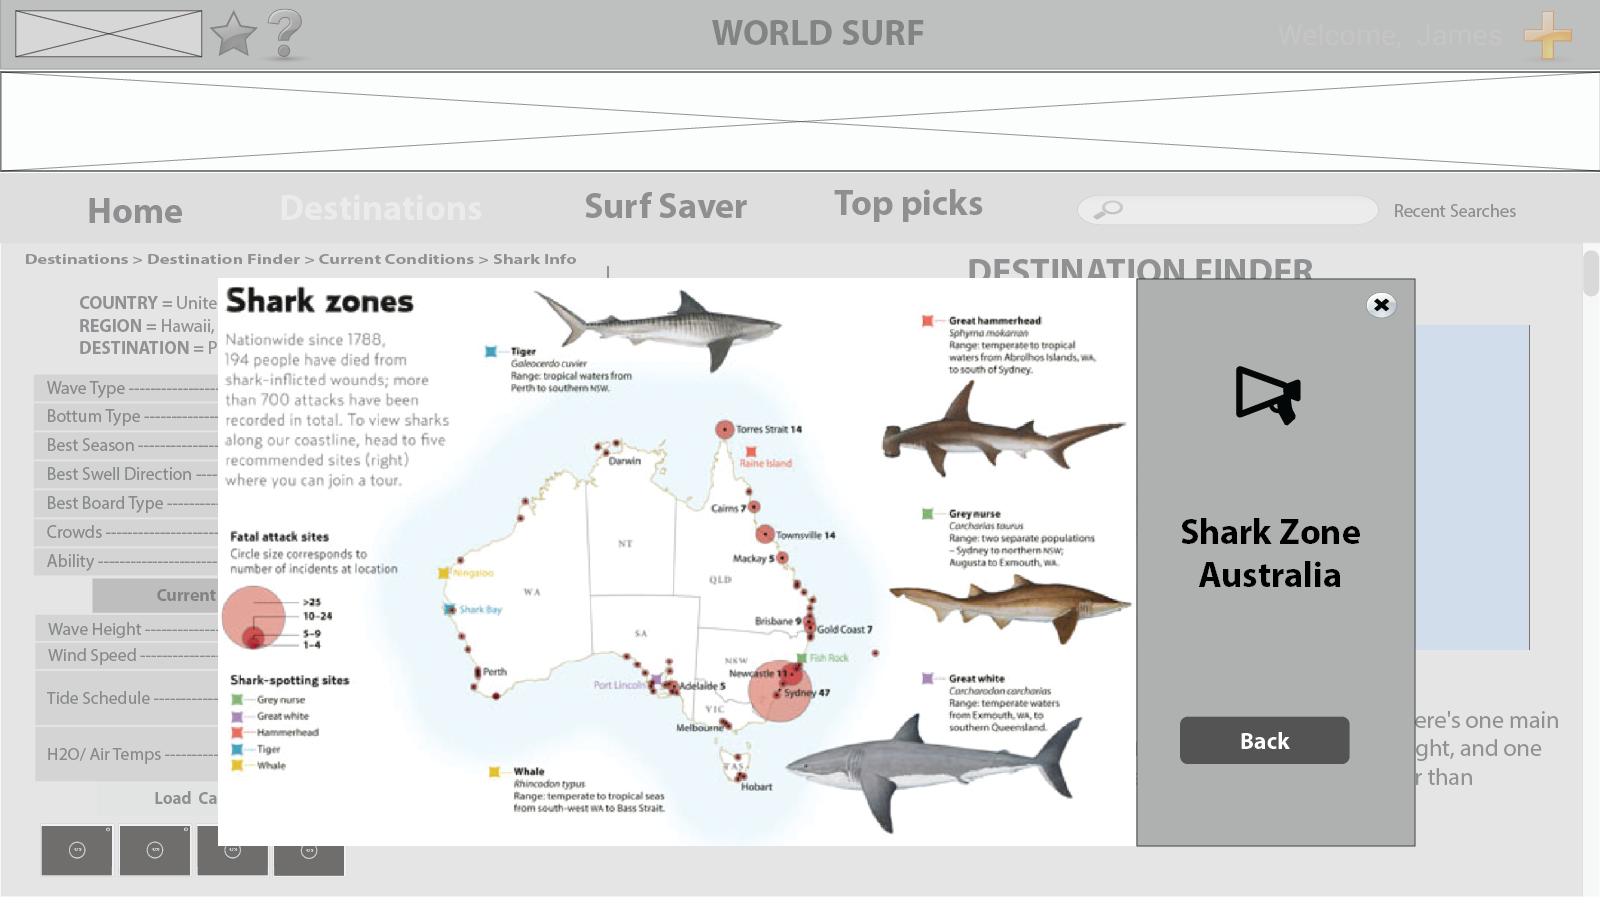 WORLD SURF
Welcome, James
Home
Destinations
Surf Saver
Top picks
Recent Searches
Destinations > Destination Finder > Current Conditions > Shark Info
DESTINATION FINDER
COUNTRY = Unite
REGION = Hawaii,
DESTINATION = P
Wave Type
Bottum Type
Best Season
Best Swell Direction
Best Board Type
Crowds
Ability
Current
Wave Height
Wind Speed
Tide Schedule
H2O/ Air Temps
Load Ca
Shark zones
Nationwide since 1788,
194 people have died from
shark-inflicted wounds; more
than 700 attacks have been
recorded in total. To view sharks
along our coastline, head to five
recommended sites (right)
where you can join a tour.
Fatal attack sites
Circle size corresponds to
number of incidents at location
>25
10–24
5–9
1–4
Shark-spotting sites
Grey nurse
Great white
Hammerhead
Tiger
Whale
Tiger
Galeocerdo cuvier
Range: tropical waters from
Perth to southern NSW.
Torres Strait 14
Raine Island
Darwin
Cairns 7
Townsville 14
Mackay 5
NT
WA
QLD
Ningaloo
Shark Bay
SA
Brisbane 9
Gold Coast 7
Fish Rock
NSW
Newcastle 11
Perth
Port Lincoln
Adelaide 5
Sydney 47
VIC
Melbourne
TAS
Hobart
Whale
Rhincodon typus
Range: temperate to tropical seas
from south-west WA to Bass Strait.
Great hammerhead
Sphyrna mokarran
Range: temperate to tropical
waters from Abrolhos Islands, WA,
to south of Sydney.
Grey nurse
Carcharias taurus
Range: two separate populations
– Sydney to northern NSW;
Augusta to Exmouth, WA.
Great white
Carcharodon carcharias
Range: temperate waters
from Exmouth, WA, to
southern Queensland.
Shark Zone
Australia
Back
ere's one main
ght, and one
r than